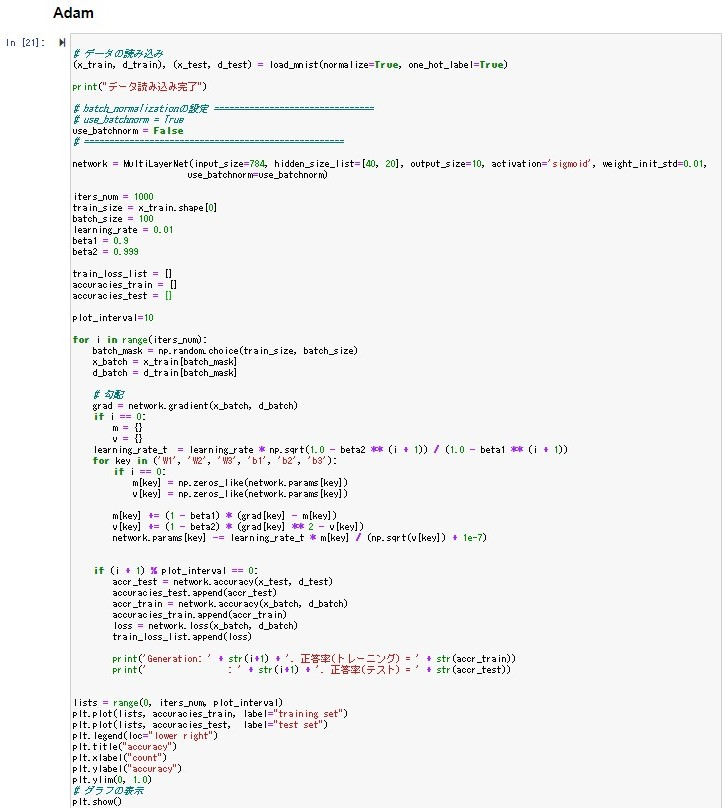 Adam
In [21]:
# データの読み込み
(x_train, d_train), (x_test, d_test) = load_mnist(normalize=True, one_hot_label=True)
print("データ読み込み完了")
# batch_normalizationの設定 ================================
# use_batchnorm = True
use_batchnorm = False
# ====================================================
network = MultiLayerNet(input_size=784, hidden_size_list=[40, 20], output_size=10, activation='sigmoid', weight_init_std=0.01,
use_batchnorm=use_batchnorm)
iters_num = 1000
train_size = x_train.shape[0]
batch_size = 100
learning_rate = 0.01
beta1 = 0.9
beta2 = 0.999
train_loss_list = []
accuracies_train = []
accuracies_test = []
plot_interval=10
for i in range(iters_num):
batch_mask = np.random.choice(train_size, batch_size)
x_batch = x_train[batch_mask]
d_batch = d_train[batch_mask]
# 勾配
grad = network.gradient(x_batch, d_batch)
if i == 0:
m = {}
v = {}
learning_rate_t  = learning_rate * np.sqrt(1.0 - beta2 ** (i + 1)) / (1.0 - beta1 ** (i + 1))
for key in ('W1', 'W2', 'W3', 'b1', 'b2', 'b3'):
if i == 0:
m[key] = np.zeros_like(network.params[key])
v[key] = np.zeros_like(network.params[key])
m[key] += (1 - beta1) * (grad[key] - m[key])
v[key] += (1 - beta2) * (grad[key] ** 2 - v[key])
network.params[key] -= learning_rate_t * m[key] / (np.sqrt(v[key]) + 1e-7)
if (i + 1) % plot_interval == 0:
accr_test = network.accuracy(x_test, d_test)
accuracies_test.append(accr_test)
accr_train = network.accuracy(x_batch, d_batch)
accuracies_train.append(accr_train)
loss = network.loss(x_batch, d_batch)
train_loss_list.append(loss)
print('Generation: ' + str(i+1) + '. 正答率(トレーニング) = ' + str(accr_train))
print('                : ' + str(i+1) + '. 正答率(テスト) = ' + str(accr_test))
lists = range(0, iters_num, plot_interval)
plt.plot(lists, accuracies_train, label="training set")
plt.plot(lists, accuracies_test,  label="test set")
plt.legend(loc="lower right")
plt.title("accuracy")
plt.xlabel("count")
plt.ylabel("accuracy")
plt.ylim(0, 1.0)
# グラフの表示
plt.show()